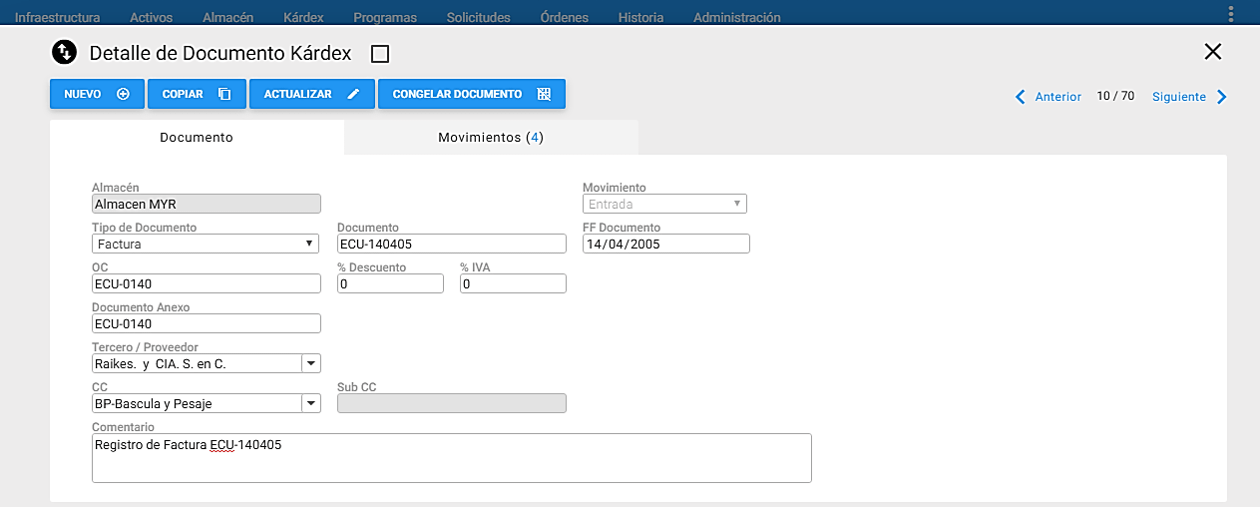 Infraestructura Activos Almacén Kárdex Programas Solicitudes Órdenes Historia Administración
Detalle de Documento Kárdex
NUEVO COPIAR ACTUALIZAR CONGELAR DOCUMENTO
Anterior 10 / 70 Siguiente
Documento Movimientos (4)
Almacén Movimiento
Almacen MYR Entrada
Tipo de Documento Documento FF Documento
Factura ECU-140405 14/04/2005
OC % Descuento % IVA
ECU-0140 0 0
Documento Anexo
ECU-0140
Tercero / Proveedor
Raikes. y CIA. S. en C.
CC Sub CC
BP-Bascula y Pesaje
Comentario
Registro de Factura ECU-140405